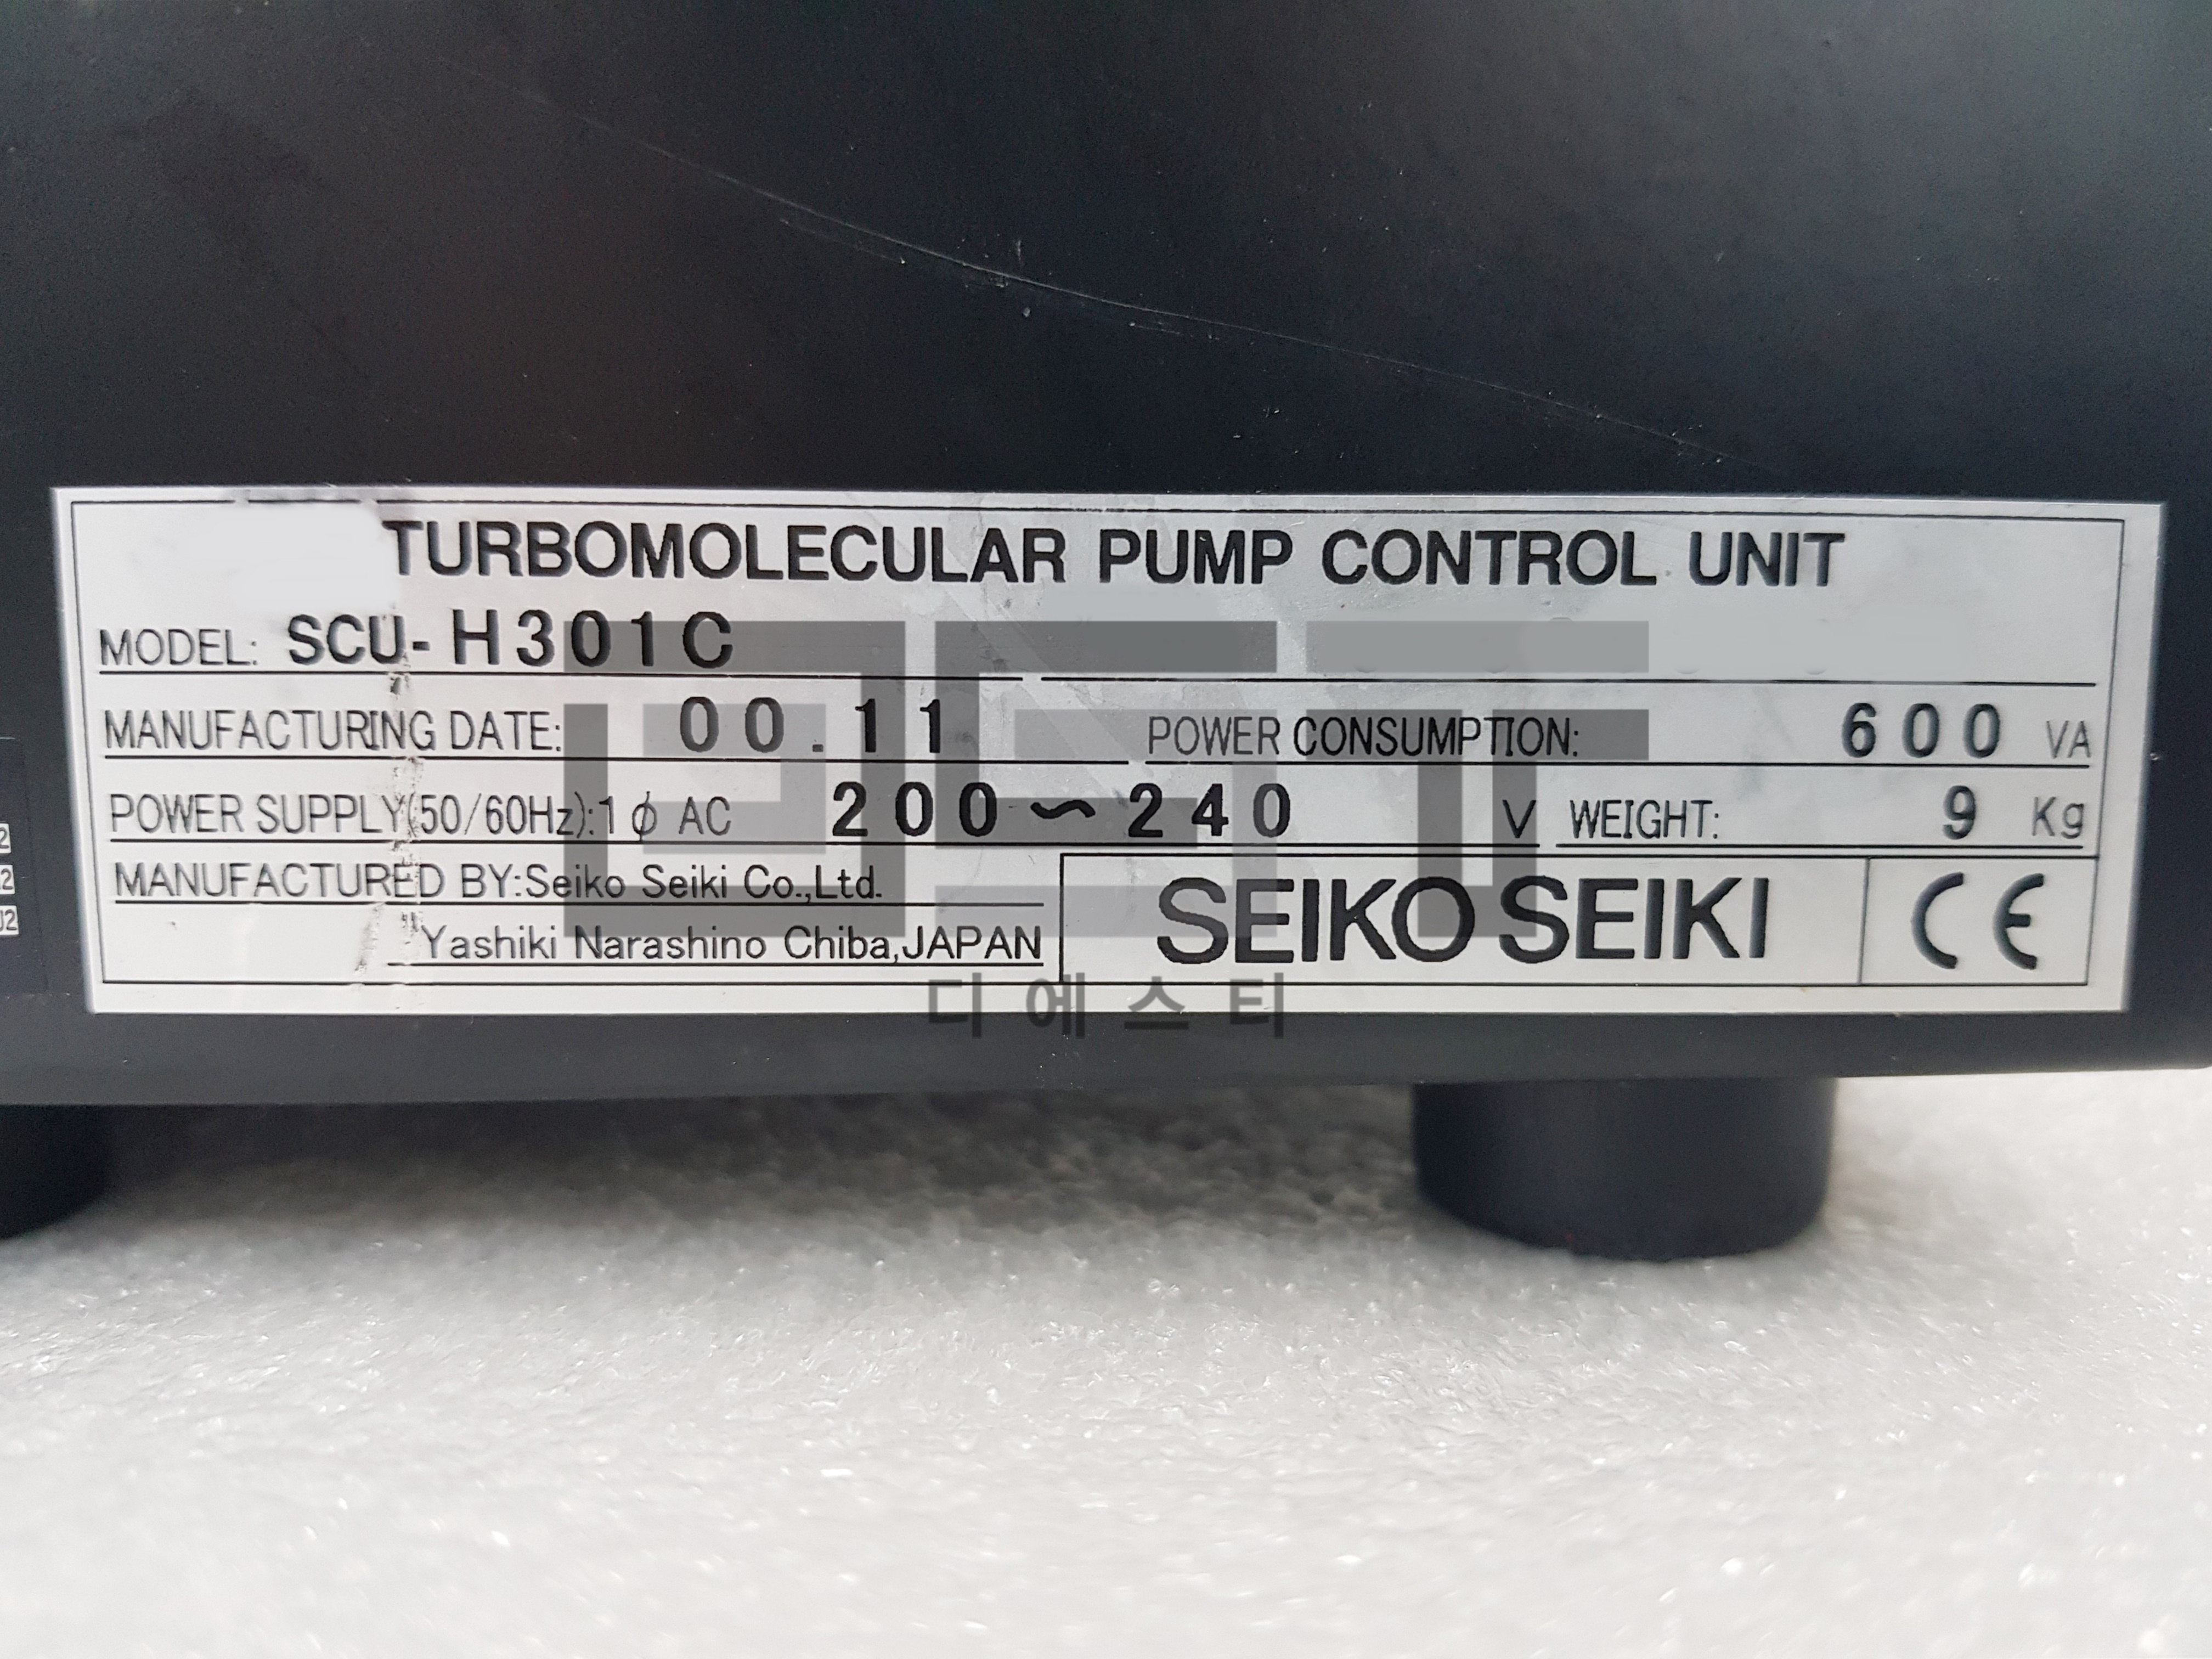 TURBOMOLECULAR PUMP CONTROL UNIT
MODEL: SCU-H301C
MANUFACTURING DATE: 00.11 POWER CONSUMPTION: 600 VA
POWER SUPPLY(50/60Hz):1φ AC 200~240 V WEIGHT: 9 Kg
MANUFACTURED BY:Seiko Seiki Co.,Ltd.
Yashiki Narashino Chiba,JAPAN
SEIKO SEIKI CE
디에스티